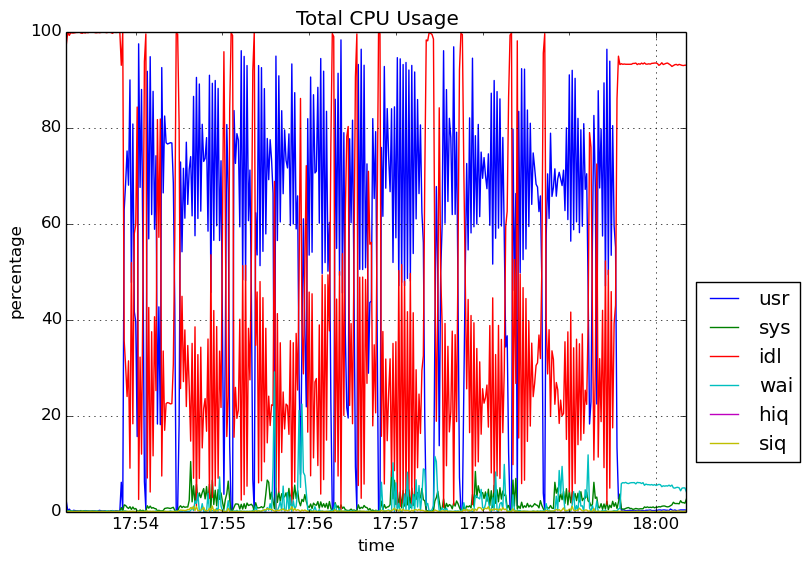 Total CPU Usage
100
80
60
40
20
0
percentage
17:54
17:55
17:56
17:57
17:58
17:59
18:00
time
usr
sys
idl
wai
hiq
siq